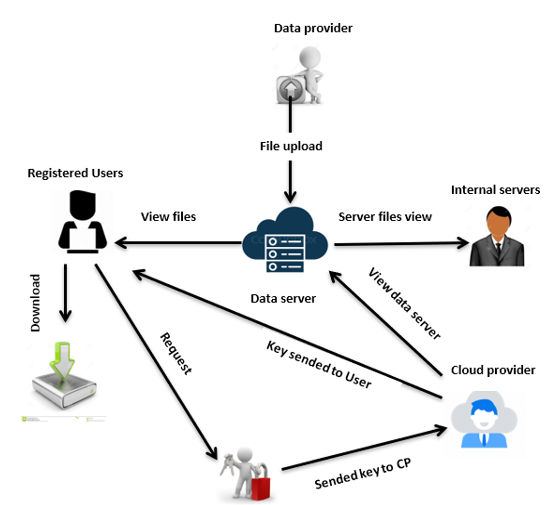 Data provider
File upload
Registered Users
Internal servers
View files
Server files view
Data server
View data server
Download
Request
Key sended to User
Cloud provider
Sended key to CP